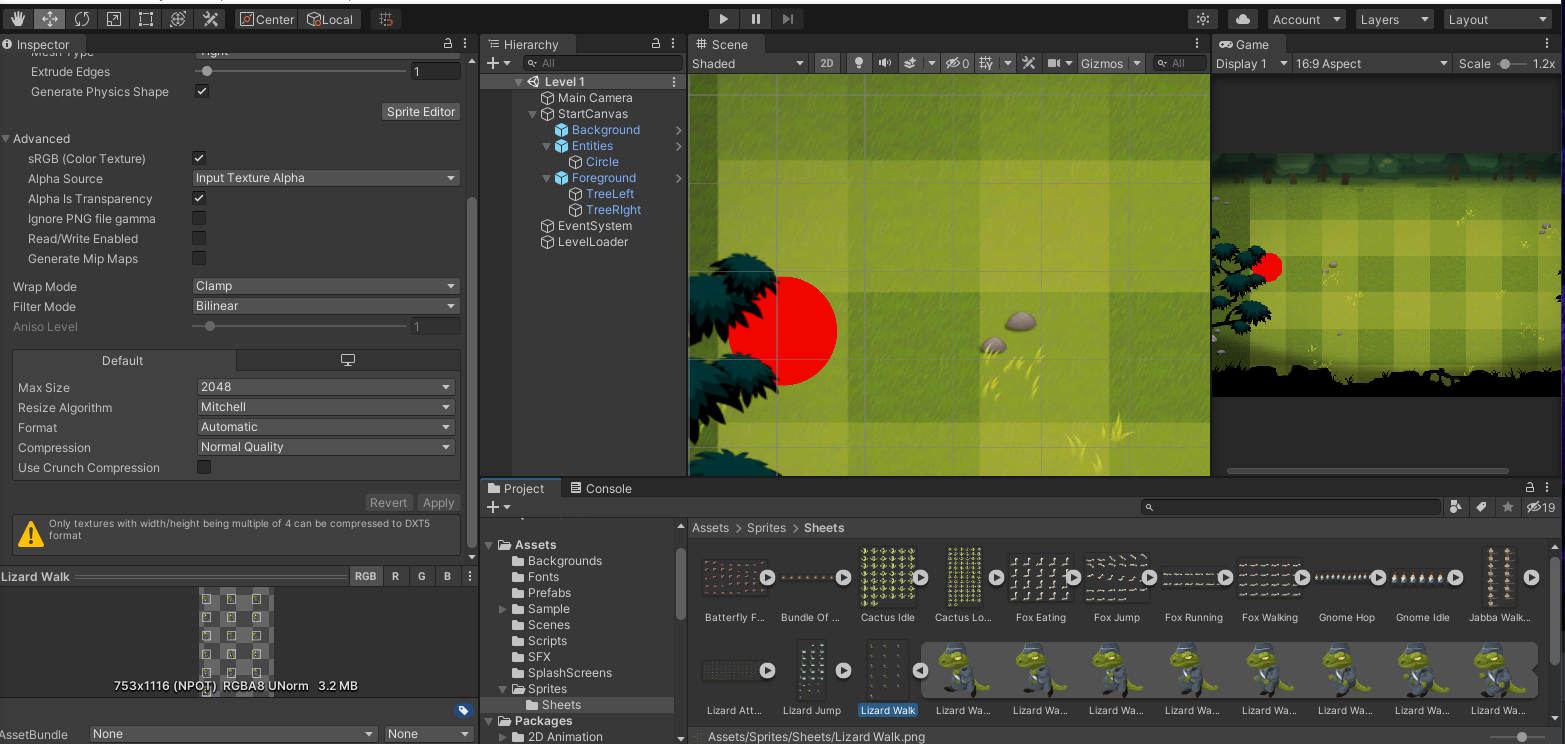 Center
Local
Account
Layers
Layout
Inspector
Extrude Edges
1
Generate Physics Shape
Sprite Editor
Advanced
sRGB (Color Texture)
Alpha Source
Input Texture Alpha
Alpha Is Transparency
Ignore PNG file gamma
Read/Write Enabled
Generate Mip Maps
Wrap Mode
Clamp
Filter Mode
Bilinear
Aniso Level
1
Default
Max Size
2048
Resize Algorithm
Mitchell
Format
Automatic
Compression
Normal Quality
Use Crunch Compression
Revert
Apply
Only textures with width/height being multiple of 4 can be compressed to DXT5
format
Lizard Walk
RGB
R
G
B
753x1116 (NPOT) RGBA8 UNorm 3.2 MB
AssetBundle
None
None
Hierarchy
All
Level 1
Main Camera
StartCanvas
Background
Entities
Circle
Foreground
TreeLeft
TreeRIght
EventSystem
LevelLoader
Scene
Shaded
2D
0
Gizmos
All
Game
Display 1
16:9 Aspect
Scale
1.2x
Project
Console
19
Assets
Backgrounds
Fonts
Prefabs
Sample
Scenes
Scripts
SFX
SplashScreens
Sprites
Sheets
Packages
2D Animation
Assets > Sprites > Sheets
Batterfly F...
Bundle Of ...
Cactus Idle
Cactus Lo...
Fox Eating
Fox Jump
Fox Running
Fox Walking
Gnome Hop
Gnome Idle
Jabba Walk...
Lizard Att...
Lizard Jump
Lizard Walk
Lizard Wa...
Lizard Wa...
Lizard Wa...
Lizard Wa...
Lizard Wa...
Lizard Wa...
Lizard Wa...
Lizard Wa...
Assets/Sprites/Sheets/Lizard Walk.png